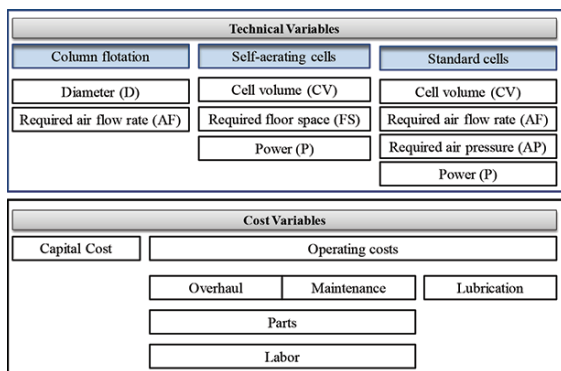 Technical Variables
Column flotation
Self-aerating cells
Standard cells
Diameter (D)
Cell volume (CV)
Cell volume (CV)
Required air flow rate (AF)
Required floor space (FS)
Required air flow rate (AF)
Power (P)
Required air pressure (AP)
Power (P)
Cost Variables
Capital Cost
Operating costs
Overhaul
Maintenance
Lubrication
Parts
Labor